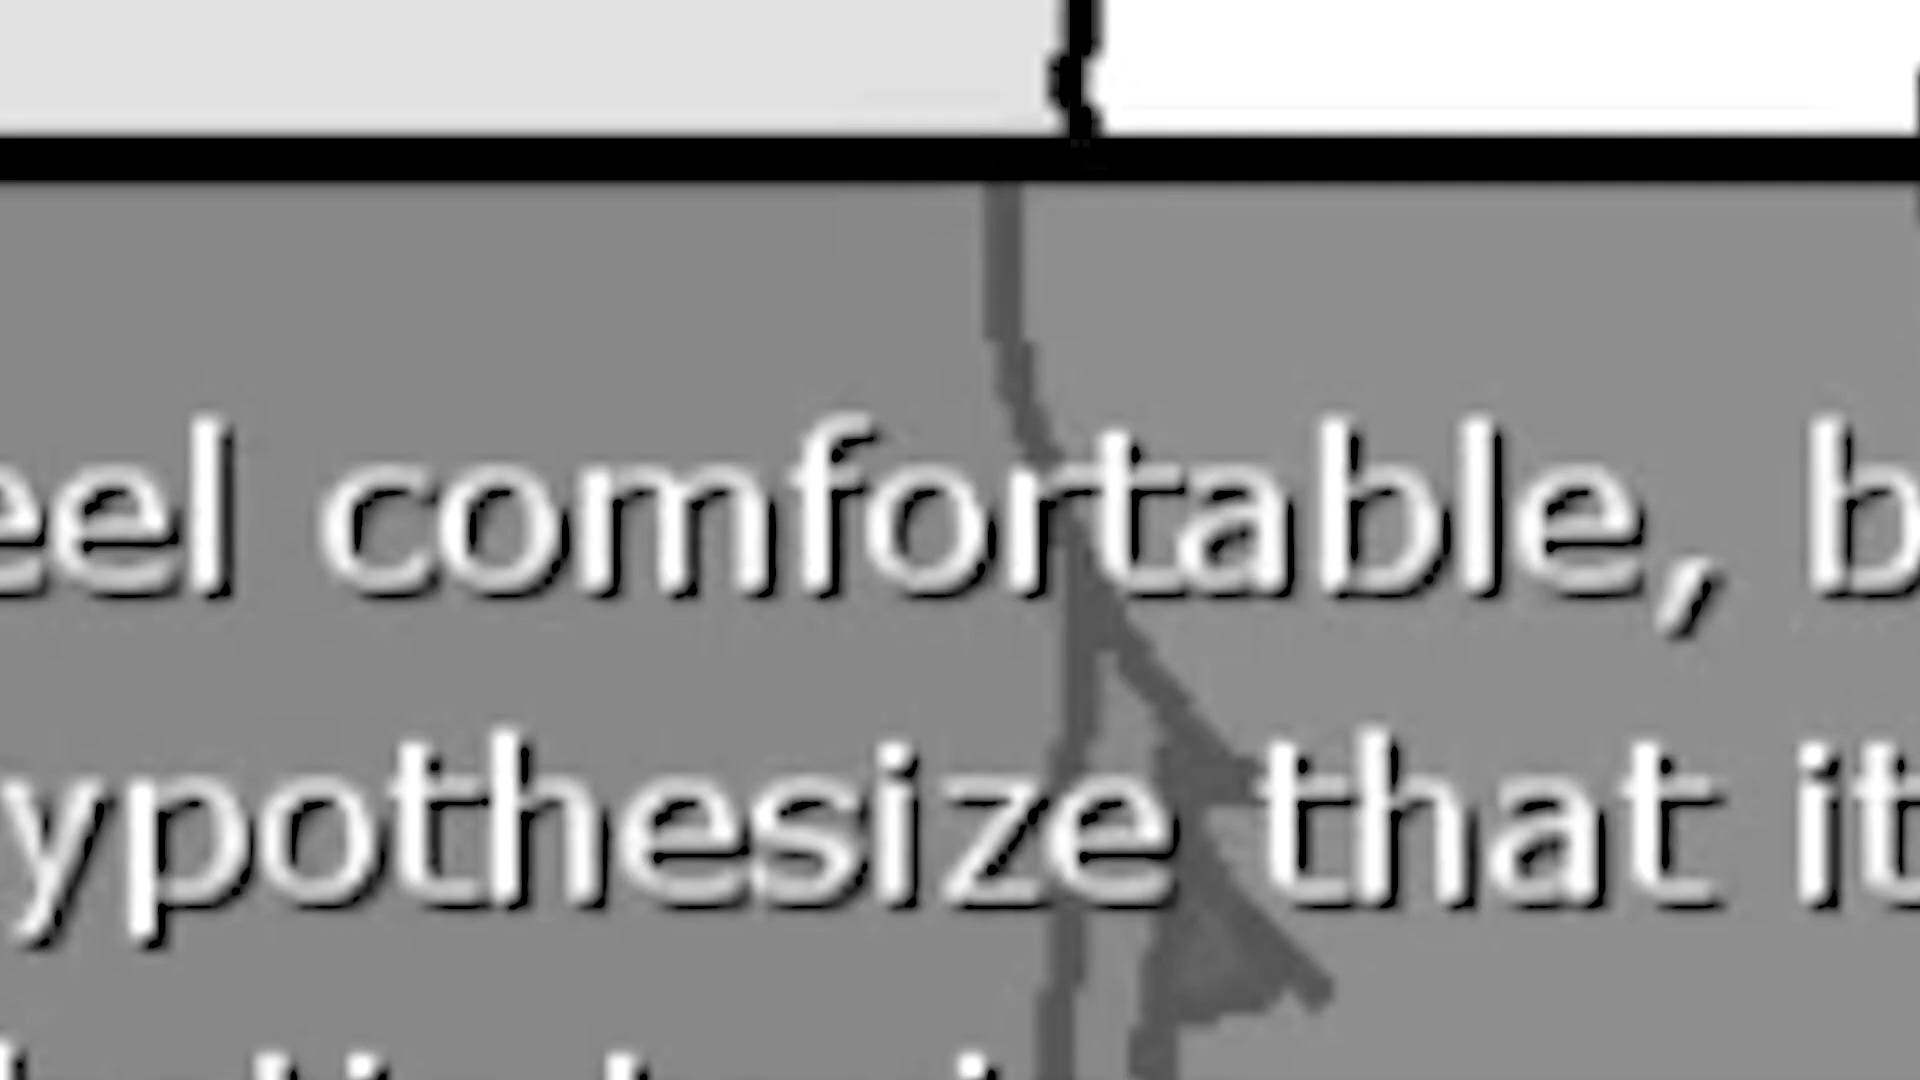 eel comfortable, b
ypothesize that it